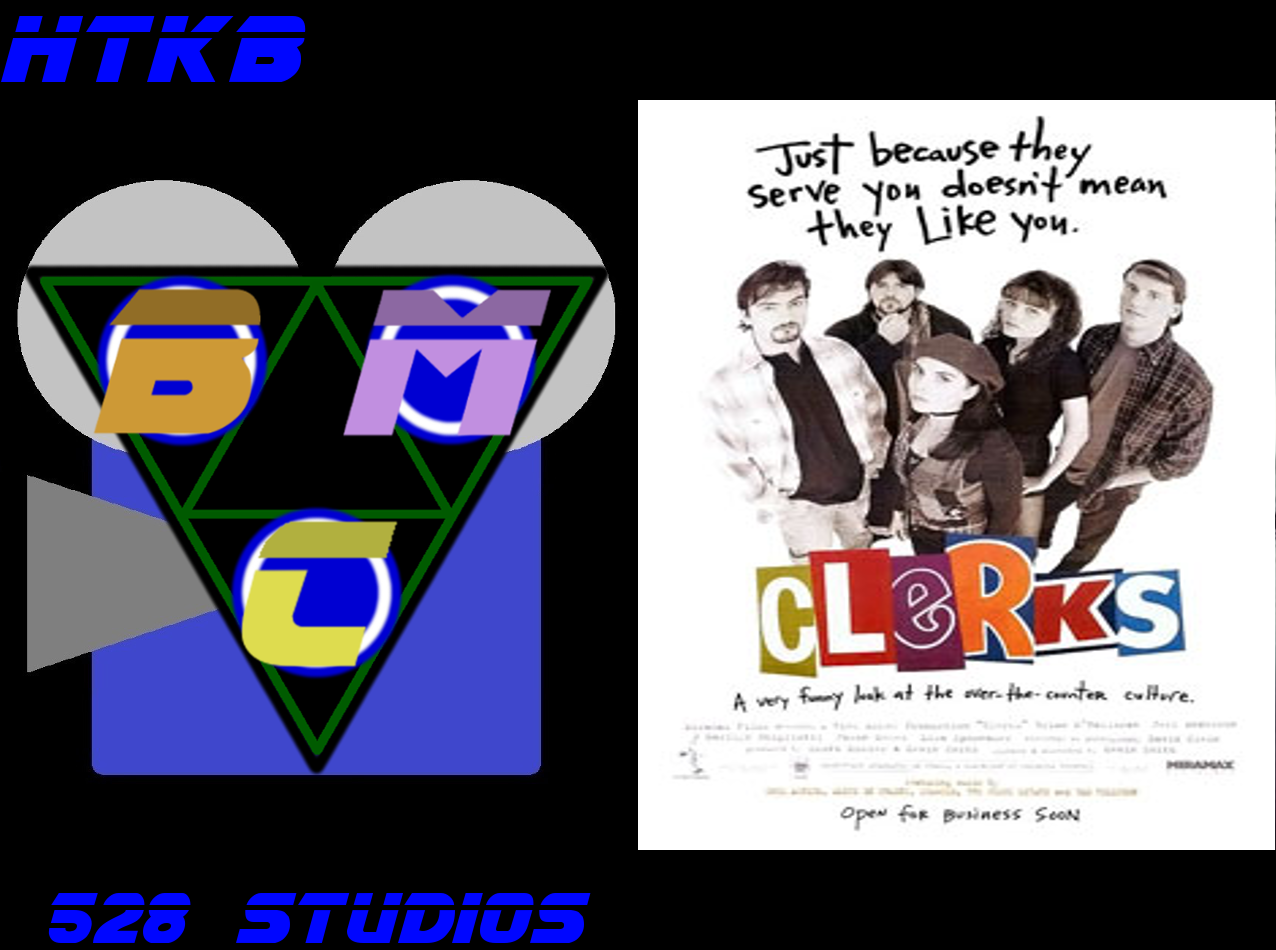 HTKB
B M
C
528 STUDIOS
Just because they
serve you doesn't mean
they Like you.
CLeRKS
A very funny look at the over-the-counter culture.
MIRAMAX
Open for Business Soon